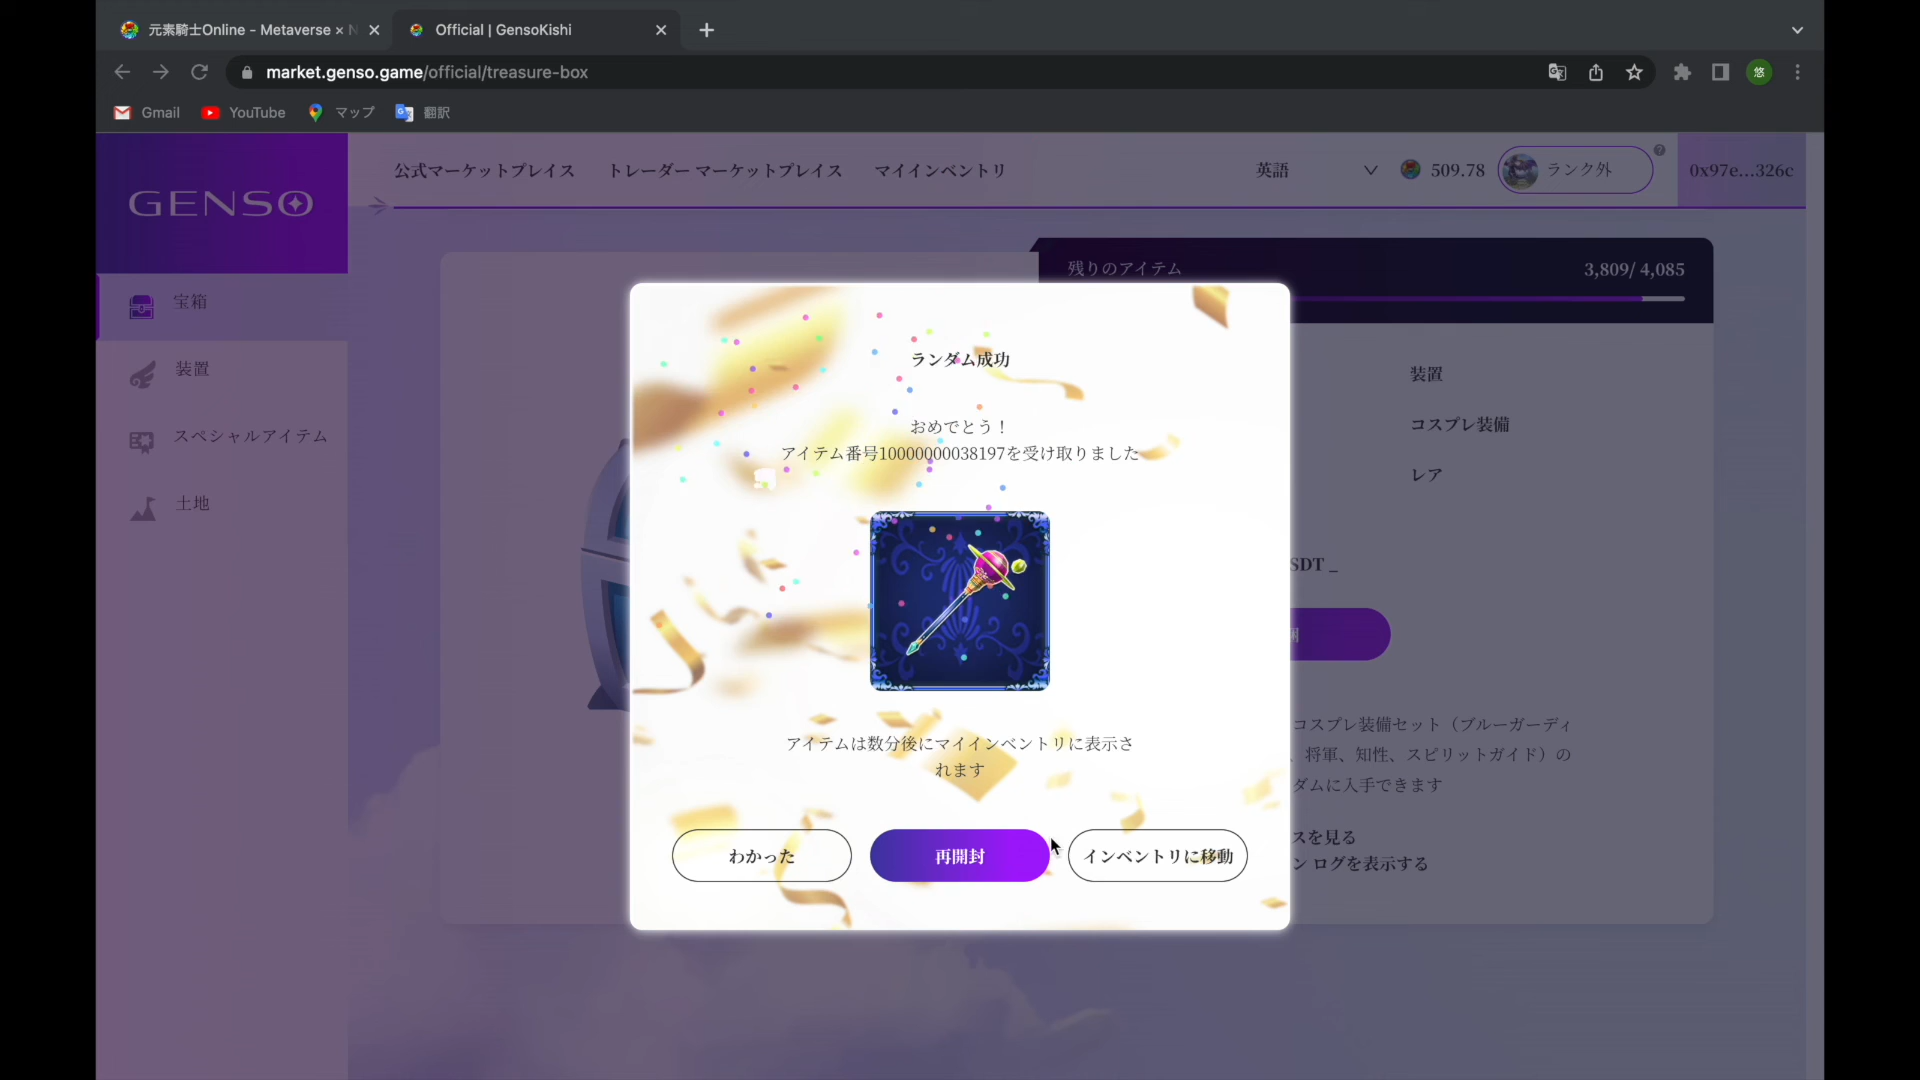 元素騎士Online - Metaverse ×
Official | GensoKishi
market.genso.game/official/treasure-box
悠
Gmail
YouTube
マップ
翻訳
GENSO
公式マーケットプレイス
トレーダー マーケットプレイス
マイインベントリ
英語
509.78
ランク外
?
0x97e...326c
宝箱
装置
スペシャルアイテム
土地
残りのアイテム
3,809/ 4,085
装置
コスプレ装備
レア
SDT _
コスプレ装備セット（ブルーガーディ
、将軍、知性、スピリットガイド）の
ダムに入手できます
スを見る
ン ログを表示する
ランダム成功
おめでとう！
アイテム番号10000000038197を受け取りました
アイテムは数分後にマイインベントリに表示さ
れます
わかった
再開封
インベントリに移動